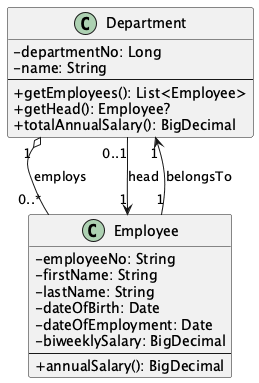 C Department
-departmentNo: Long
-name: String
+getEmployees(): List<Employee>
+getHead(): Employee?
+totalAnnualSalary(): BigDecimal
1 0..1 1
employs head belongsTo
0..* 1 1
C Employee
-employeeNo: String
-firstName: String
-lastName: String
-dateOfBirth: Date
-dateOfEmployment: Date
-biweeklySalary: BigDecimal
+annualSalary(): BigDecimal